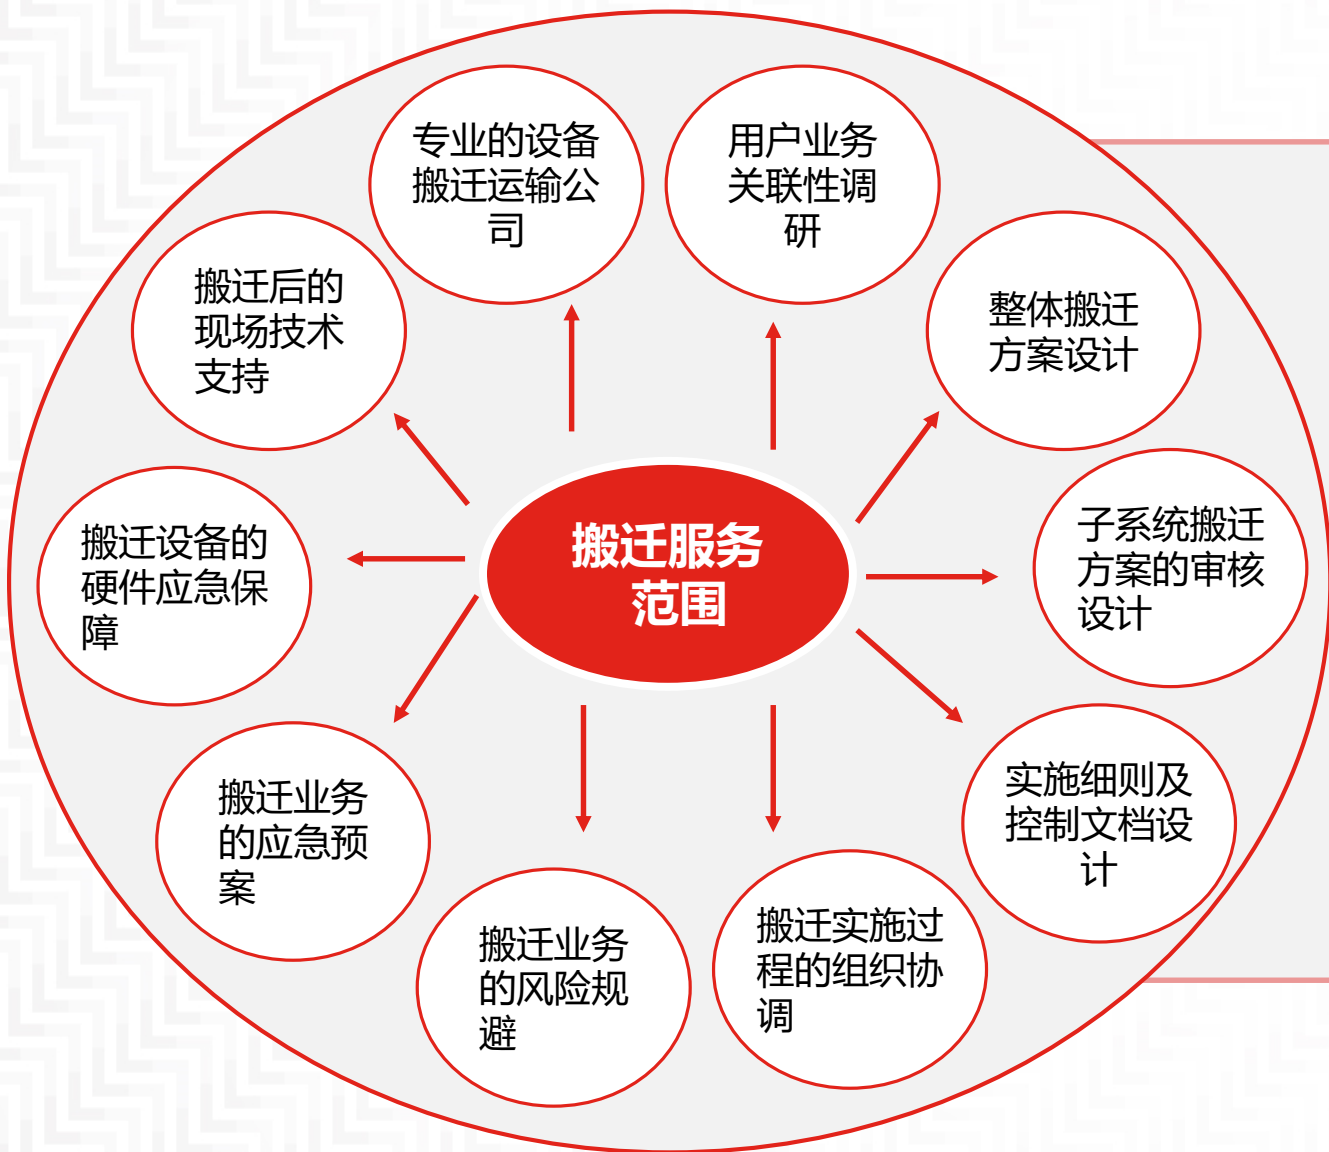 专业的设备
搬迁运输公
司
用户业务
关联性调
研
搬迁后的
现场技术
支持
整体搬迁
方案设计
搬迁设备的
硬件应急保
障
搬迁服务
范围
子系统搬迁
方案的审核
设计
搬迁业务
的应急预
案
实施细则及
控制文档设
计
搬迁业务
的风险规
避
搬迁实施过
程的组织协
调